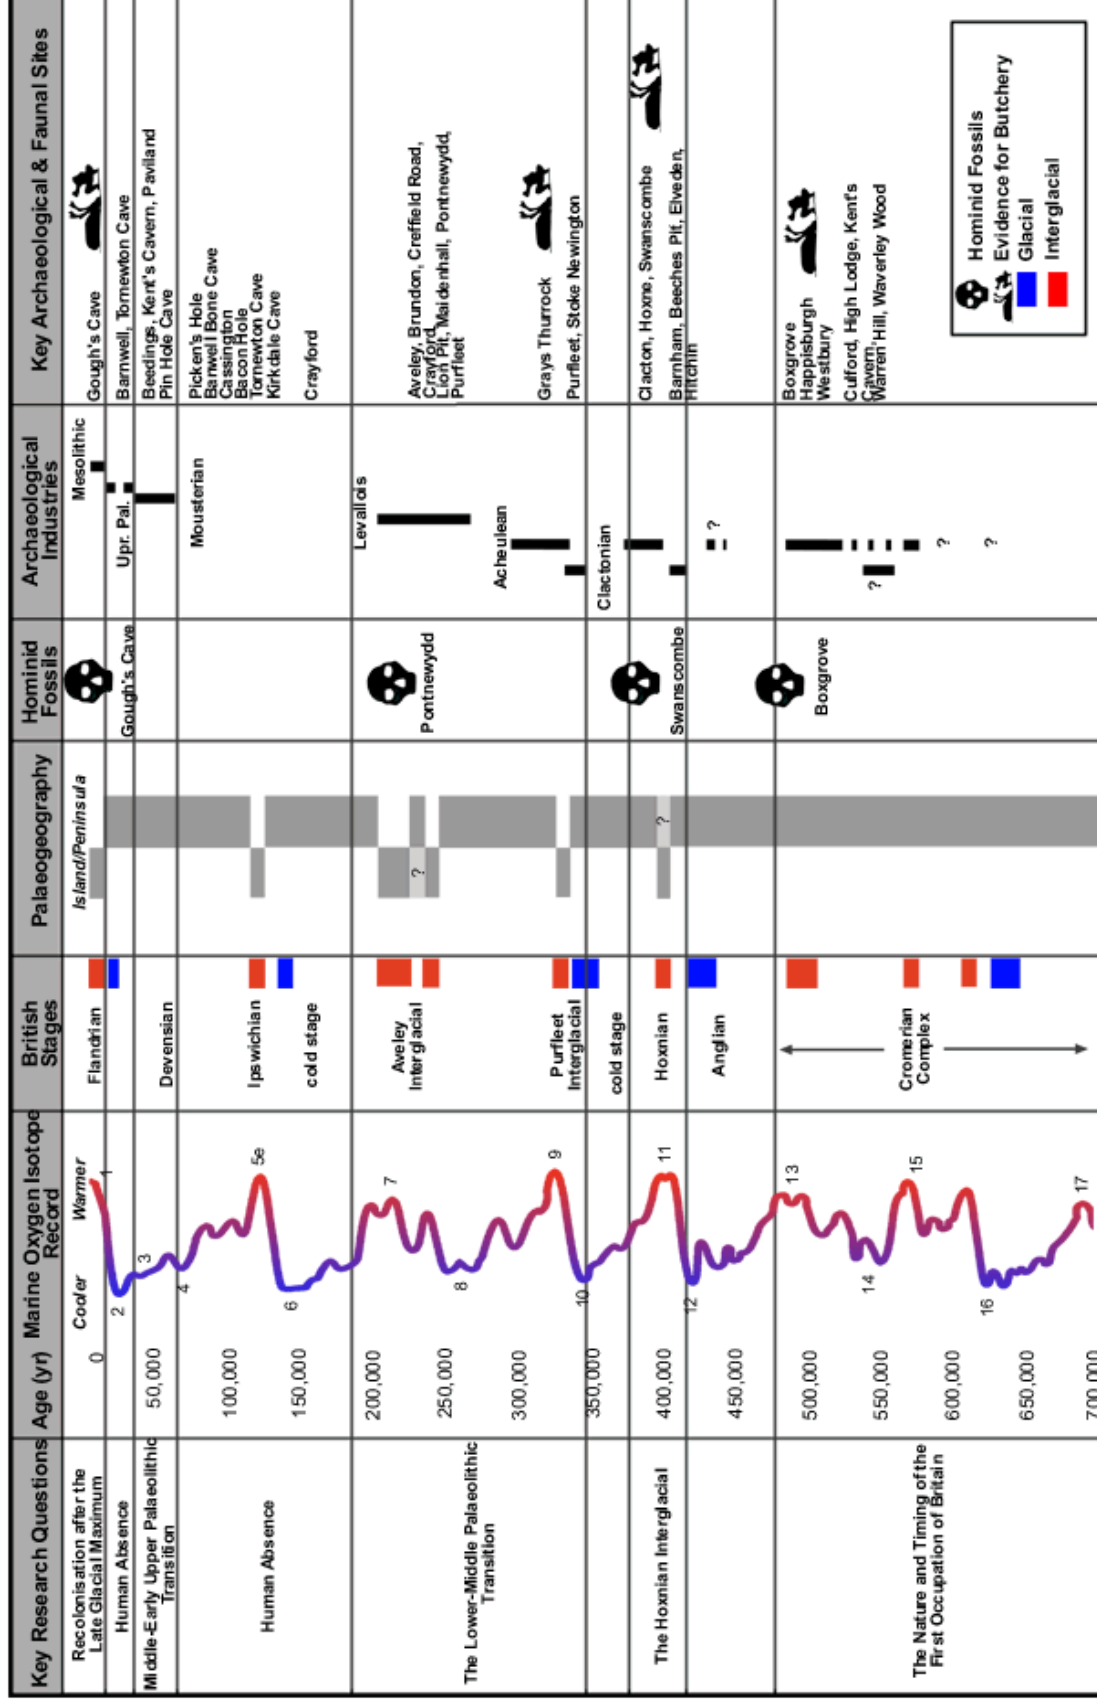 Key Research Questions
Age (yr)
Marine Oxygen Isotope
Record
British
Stages
Palaeogeography
Hominid
Fossils
Archaeological
Industries
Key Archaeological & Faunal Sites
Cooler
Warmer
Island/Peninsula
Recolonisation after the
Late Glacial Maximum
Human Absence
Middle-Early Upper Palaeolithic
Transition
Human Absence
The Lower-Middle Palaeolithic
Transition
The Hoxnian Interglacial
The Nature and Timing of the
First Occupation of Britain
0
50,000
100,000
150,000
200,000
250,000
300,000
350,000
400,000
450,000
500,000
550,000
600,000
650,000
700,000
1
2
3
4
5e
6
7
8
9
10
11
12
13
14
15
16
17
Flandrian
Devensian
Ipswichian
cold stage
Aveley
Interglacial
Purfleet
Interglacial
cold stage
Hoxnian
Anglian
Cromerian
Complex
?
?
Gough's Cave
Pontnewydd
Swanscombe
Boxgrove
Mesolithic
Upr. Pal.
Mousterian
Levallois
Acheulean
Clactonian
?
?
?
?
Gough's Cave
Barnwell, Tornewton Cave
Beedings, Kent's Cavern, Paviland
Pin Hole Cave
Picken's Hole
Banwell Bone Cave
Cassington
Bacon Hole
Tornewton Cave
Kirkdale Cave
Crayford
Aveley, Brundon, Creffield Road,
Crayford,
Lion Pit, Maidenhall, Pontnewydd,
Purfleet
Grays Thurrock
Purfleet, Stoke Newington
Clacton, Hoxne, Swanscombe
Barnham, Beeches Pit, Elveden,
Hitchin
Boxgrove
Happisburgh
Westbury
Culford, High Lodge, Kent's
Cavern,
Warren Hill, Waverley Wood
Hominid Fossils
Evidence for Butchery
Glacial
Interglacial